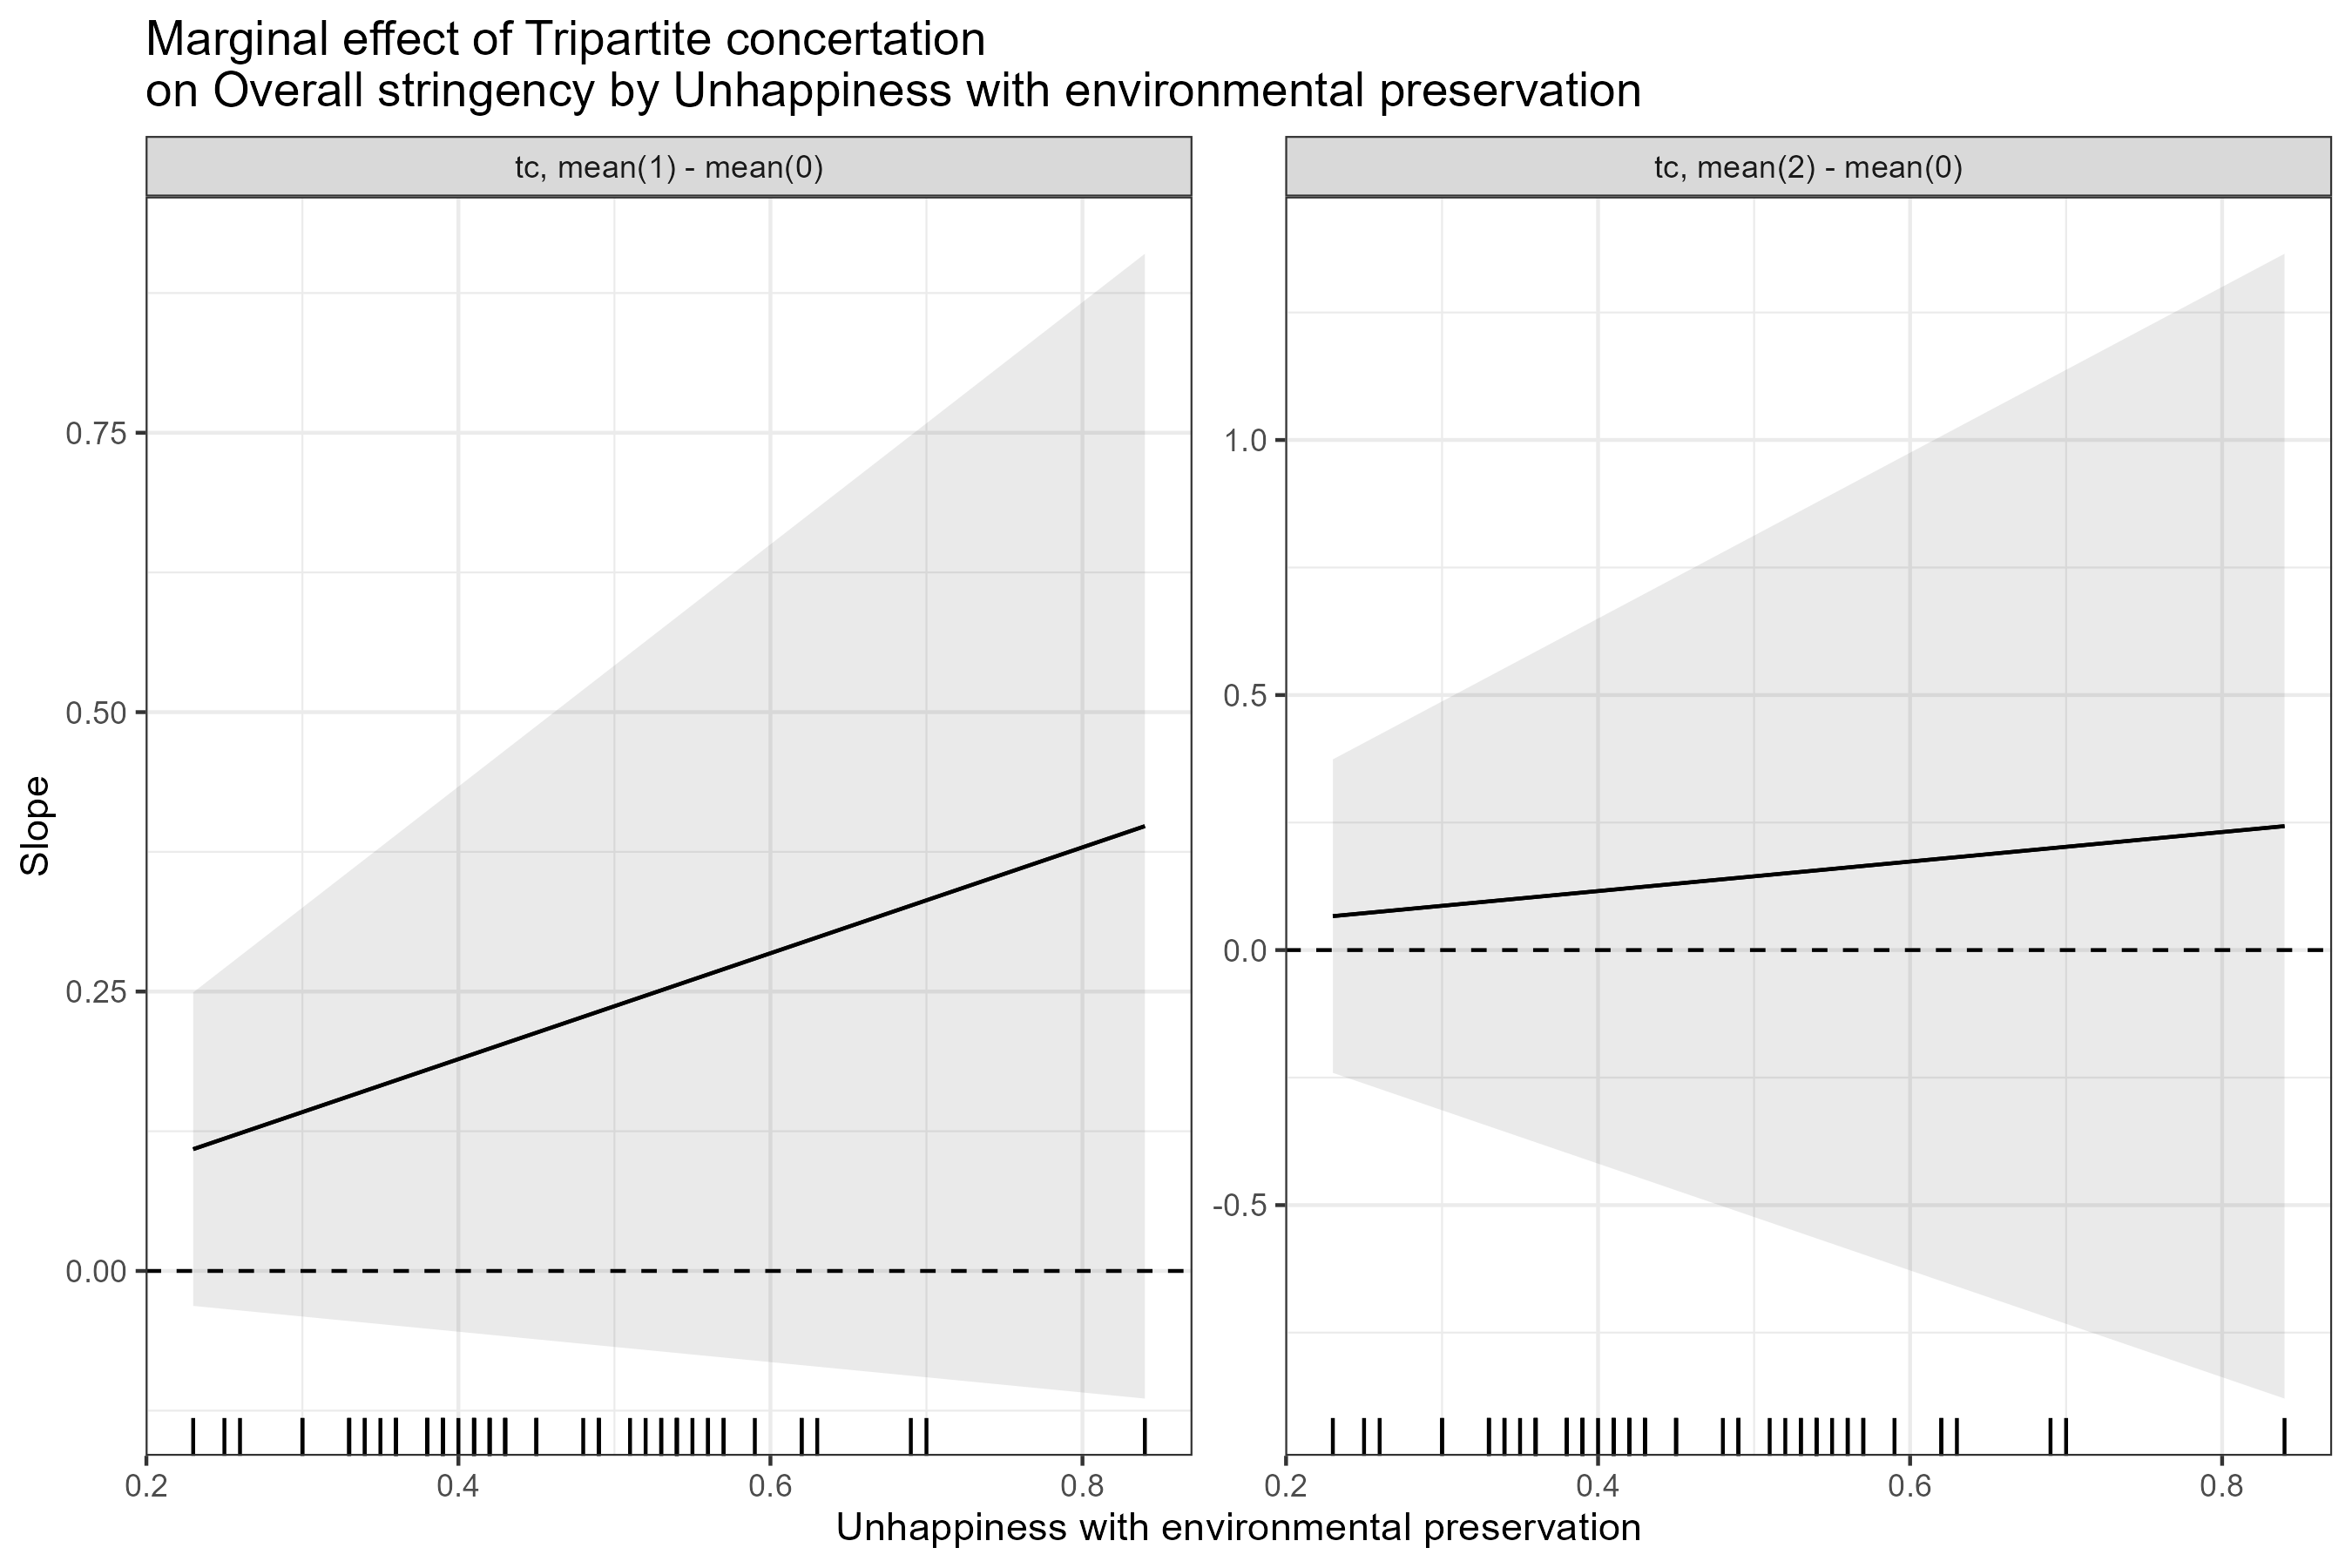 Marginal effect of Tripartite concertation
on Overall stringency by Unhappiness with environmental preservation
tc, mean(1) - mean(0)
tc, mean(2) - mean(0)
Slope
0.75
0.50
0.25
0.00
1.0
0.5
0.0
-0.5
0.2 0.4 0.6 0.8
0.2 0.4 0.6 0.8
Unhappiness with environmental preservation